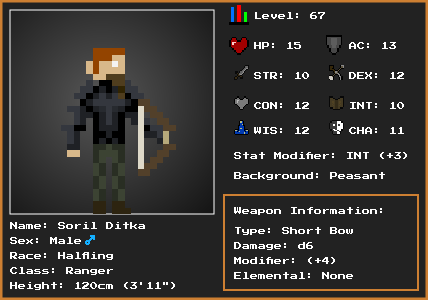 Level: 67
HP: 15 AC: 13
STR: 10 DEX: 12
CON: 12 INT: 10
WIS: 12 CHA: 11
Stat Modifier: INT (+3)
Background: Peasant
Weapon Information:
Type: Short Bow
Damage: d6
Modifier: (+4)
Elemental: None
Name: Soril Ditka
Sex: Male ♂
Race: Halfling
Class: Ranger
Height: 120cm (3'11")